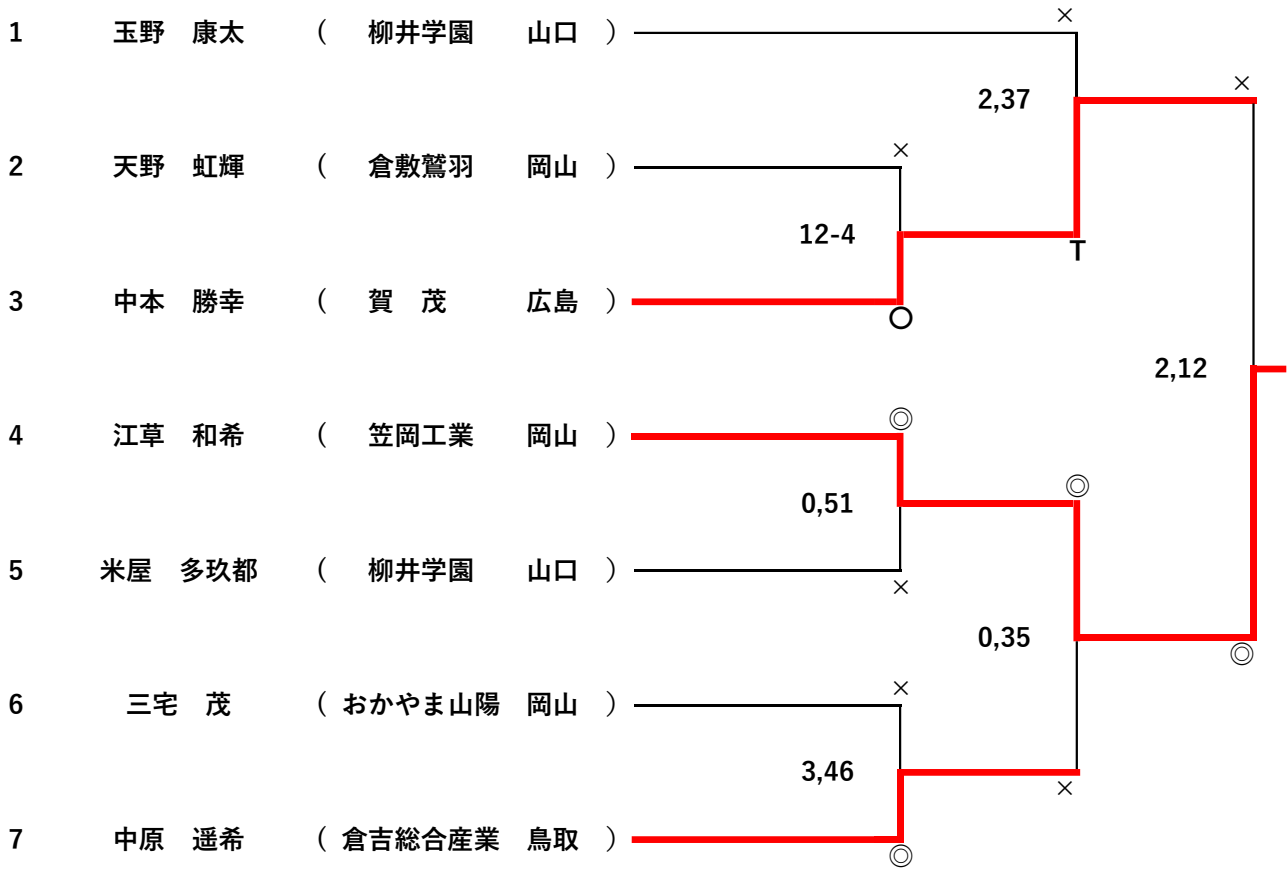 1 玉野 康太 ( 柳井学園 山口 )
×
2,37
×
2 天野 虹輝 ( 倉敷鷲羽 岡山 )
×
12-4
T
3 中本 勝幸 ( 賀 茂 広島 )
○
2,12
4 江草 和希 ( 笠岡工業 岡山 )
◎
0,51
◎
5 米屋 多玖都 ( 柳井学園 山口 )
×
0,35
◎
6 三宅 茂 ( おかやま山陽 岡山 )
×
3,46
×
7 中原 遥希 ( 倉吉総合産業 鳥取 )
◎